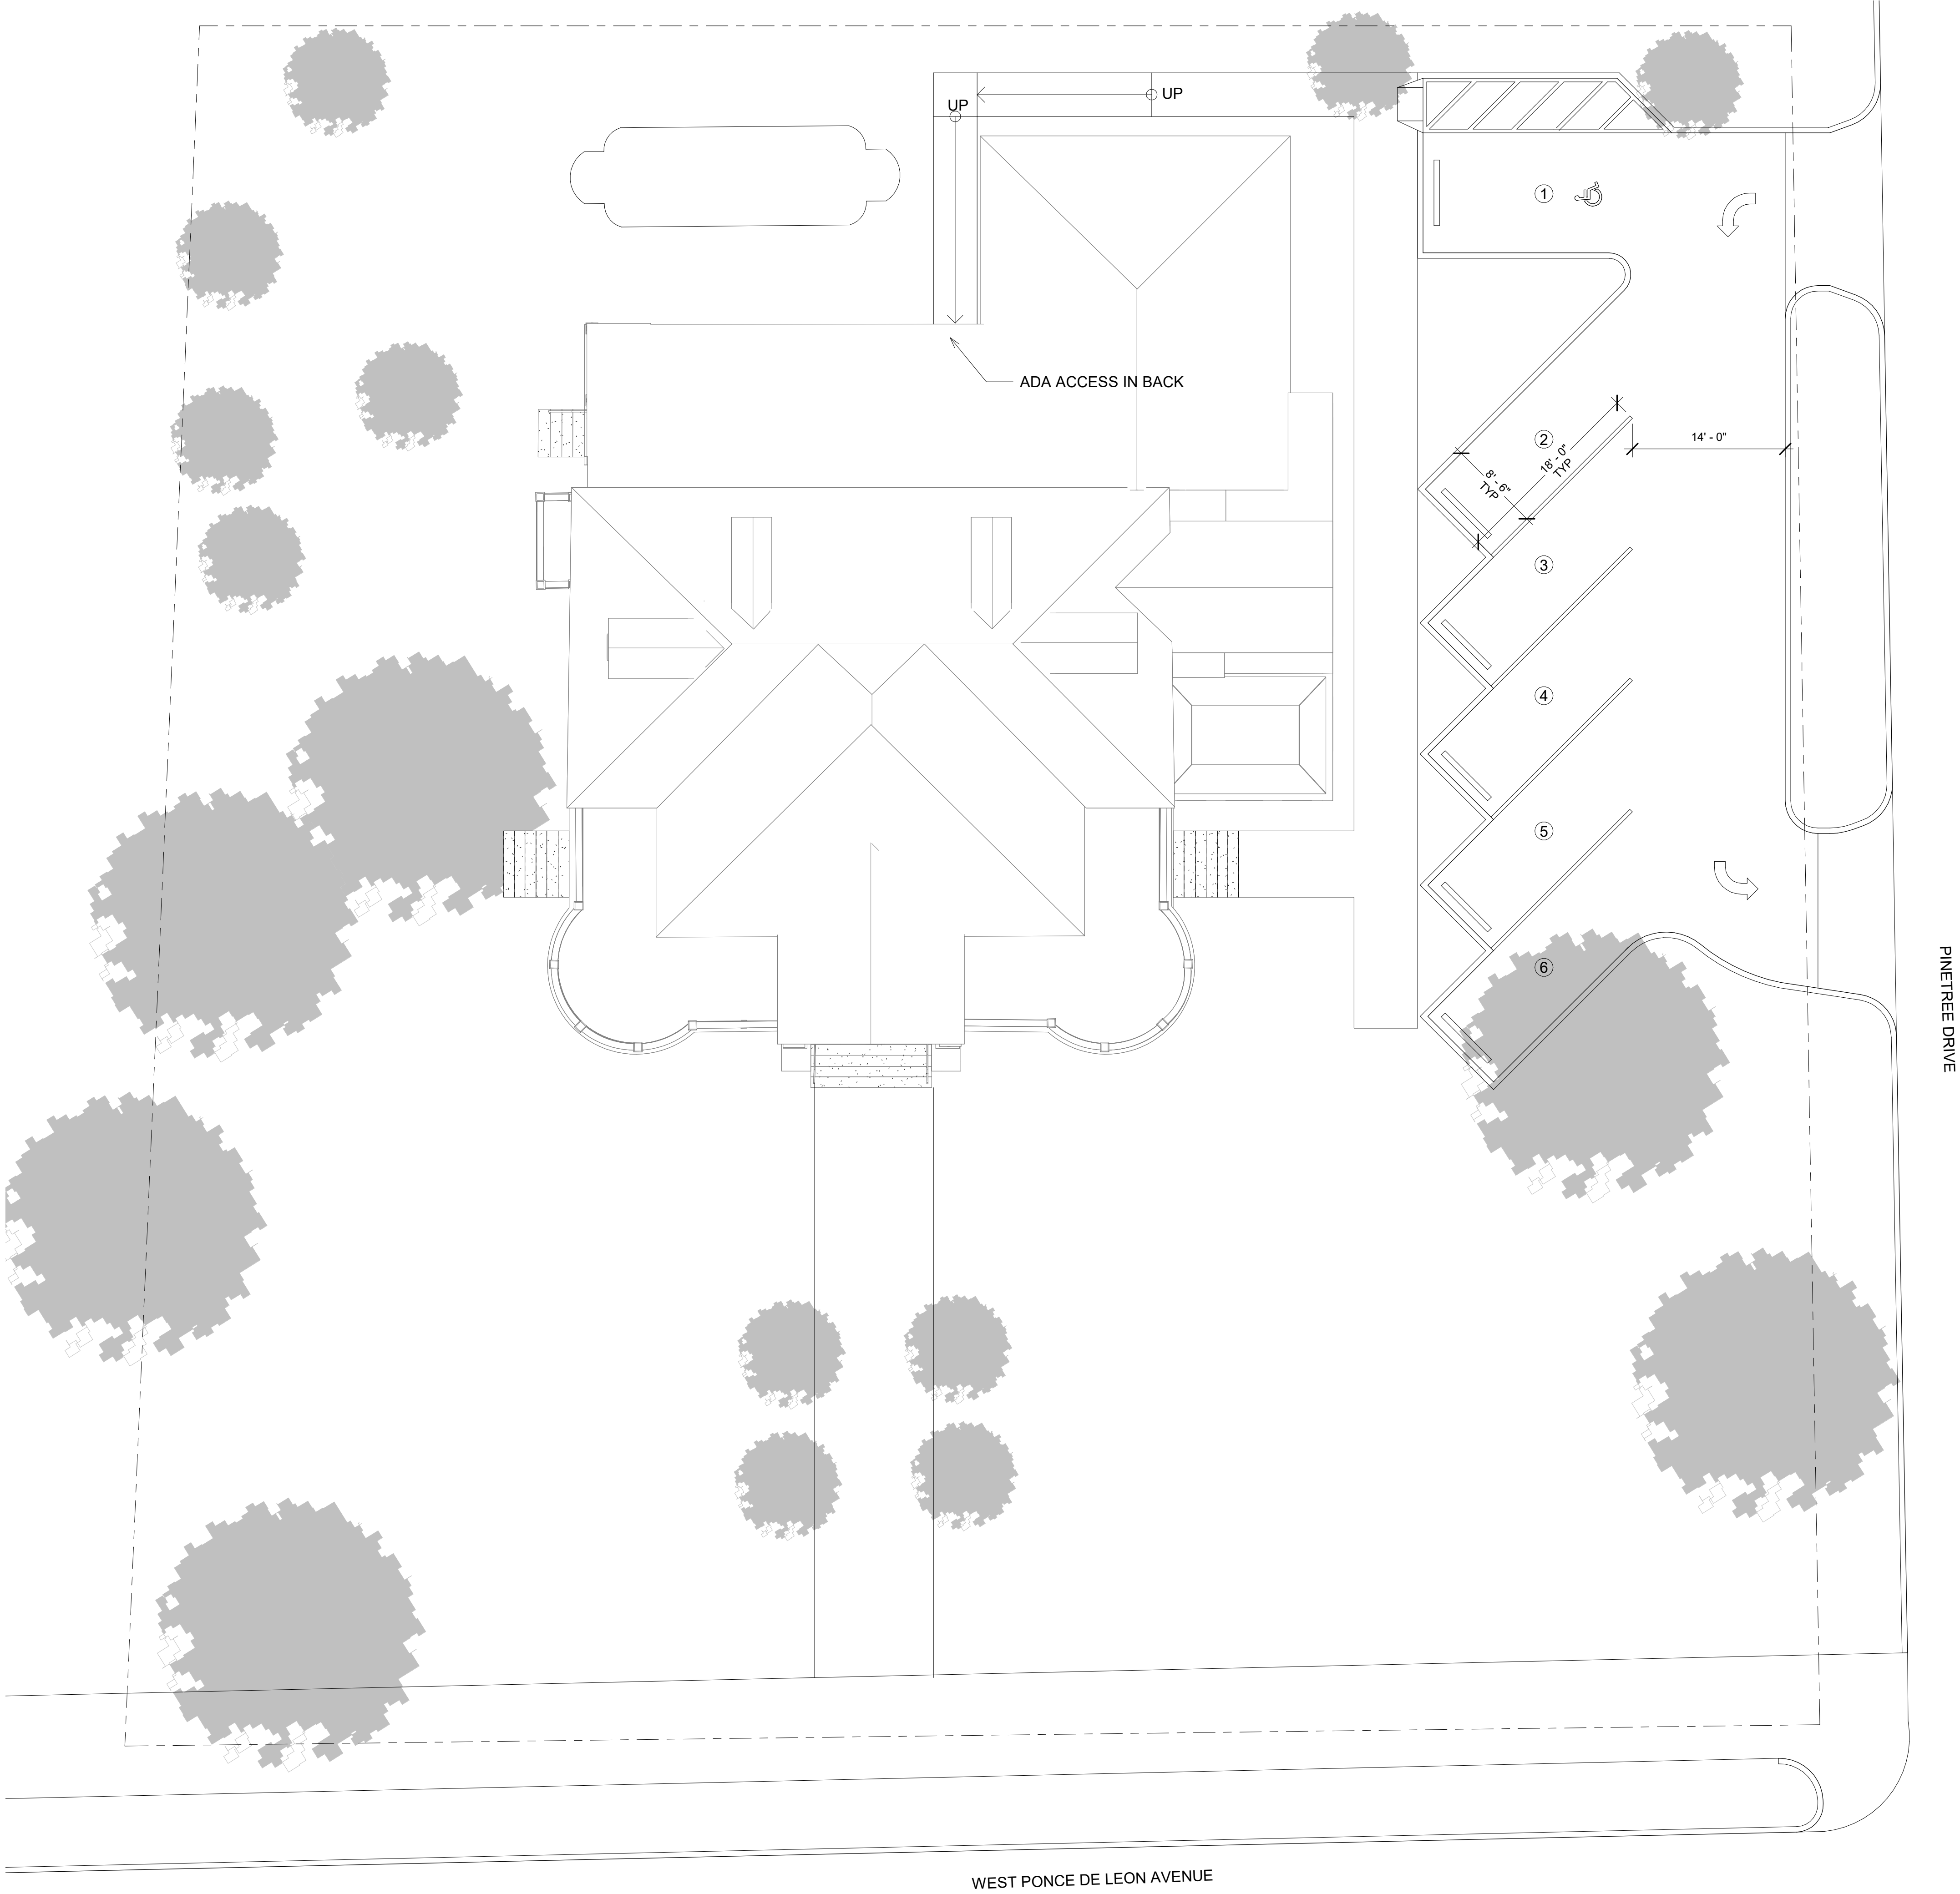 UP
UP
1
ADA ACCESS IN BACK
2
14' - 0"
18' - 0"
TYP
8' - 6"
TYP
3
4
5
6
PINETREE DRIVE
WEST PONCE DE LEON AVENUE